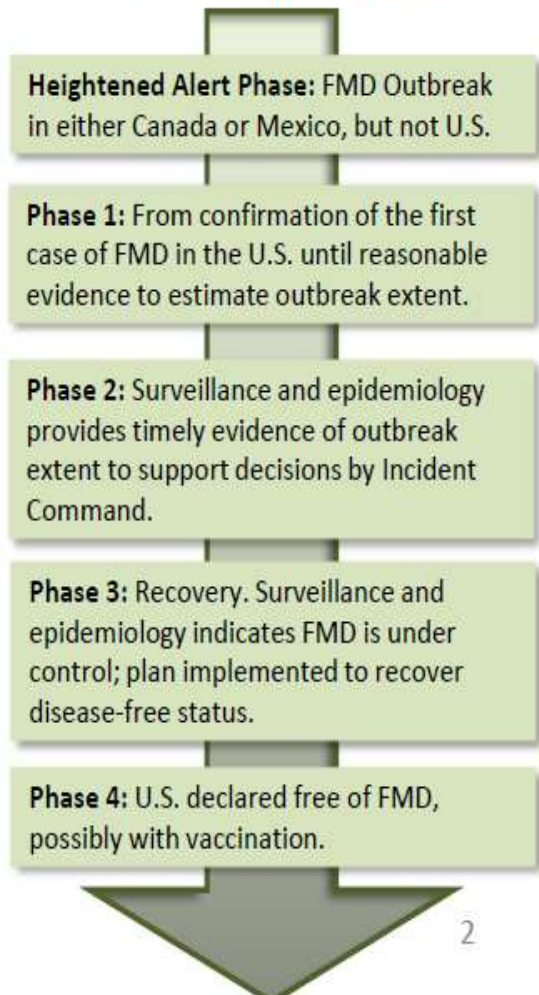 Heightened Alert Phase: FMD Outbreak
in either Canada or Mexico, but not U.S.
Phase 1: From confirmation of the first
case of FMD in the U.S. until reasonable
evidence to estimate outbreak extent.
Phase 2: Surveillance and epidemiology
provides timely evidence of outbreak
extent to support decisions by Incident
Command.
Phase 3: Recovery. Surveillance and
epidemiology indicates FMD is under
control; plan implemented to recover
disease-free status.
Phase 4: U.S. declared free of FMD,
possibly with vaccination.
2